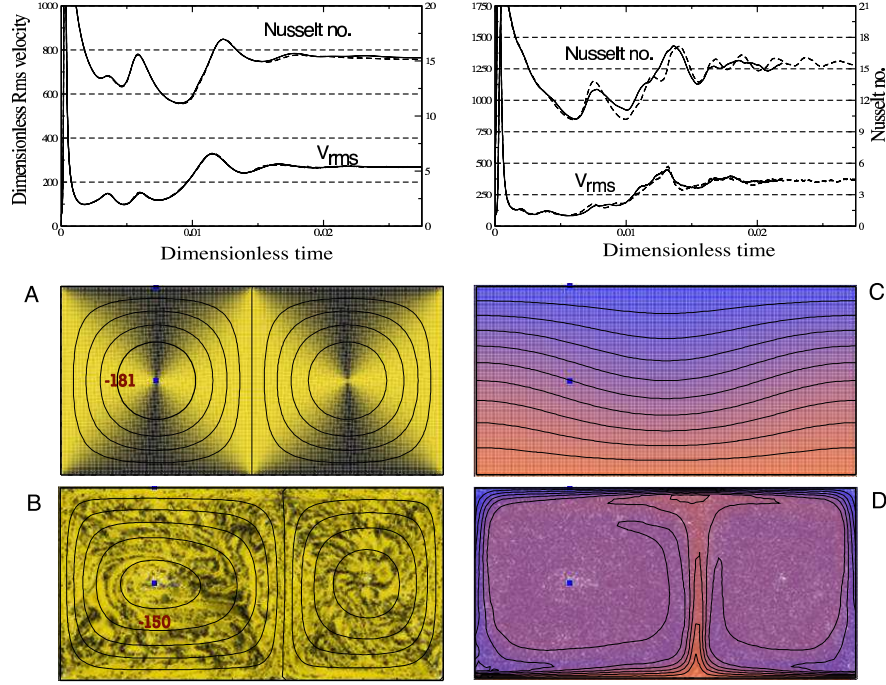 1000
800
600
400
200
0
Dimensionless Rms velocity
20
15
10
5
0
Nusselt no.
Vrms
0
0.01
0.02
Dimensionless time
1750
1500
1250
1000
750
500
250
0
21
18
15
12
9
6
3
0
Nusselt no.
Nusselt no.
Vrms
0
0.01
0.02
Dimensionless time
A
-181
C
B
-150
D